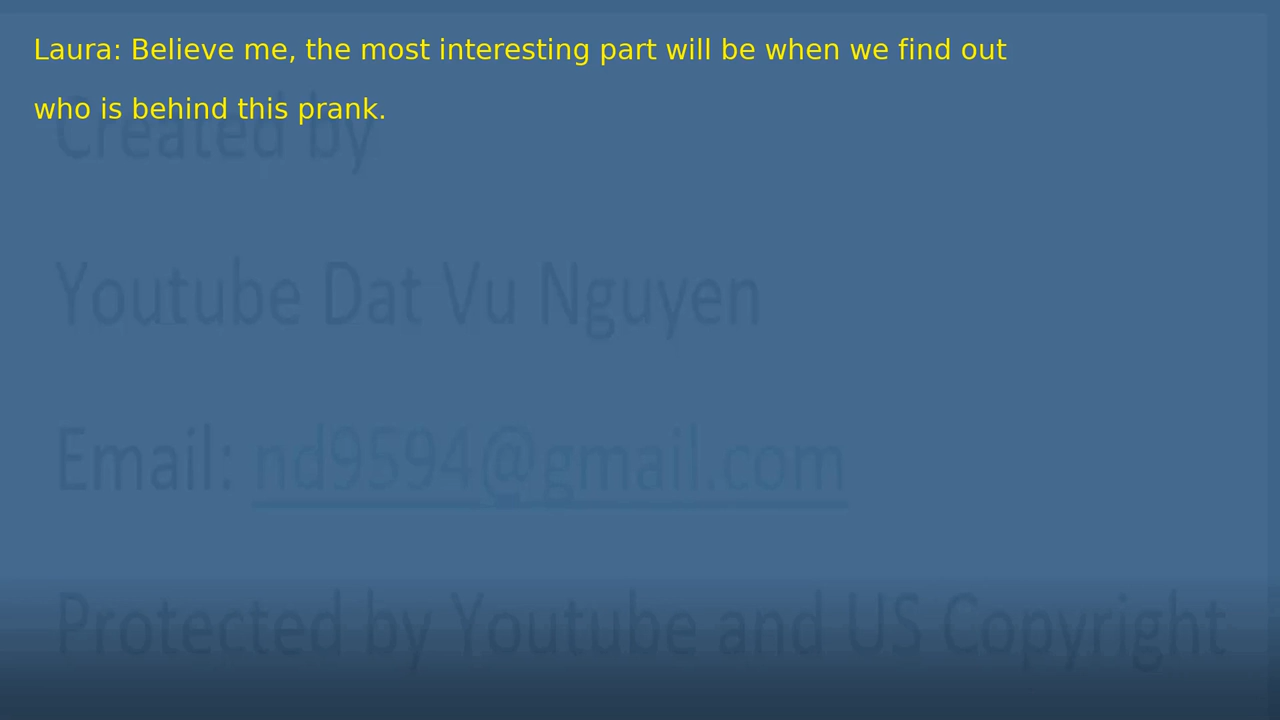 Laura: Believe me, the most interesting part will be when we find out
who is behind this prank.
Created by
Youtube Dat Vu Nguyen
Email: nd9594@gmail.com
Protected by Youtube and US Copyright